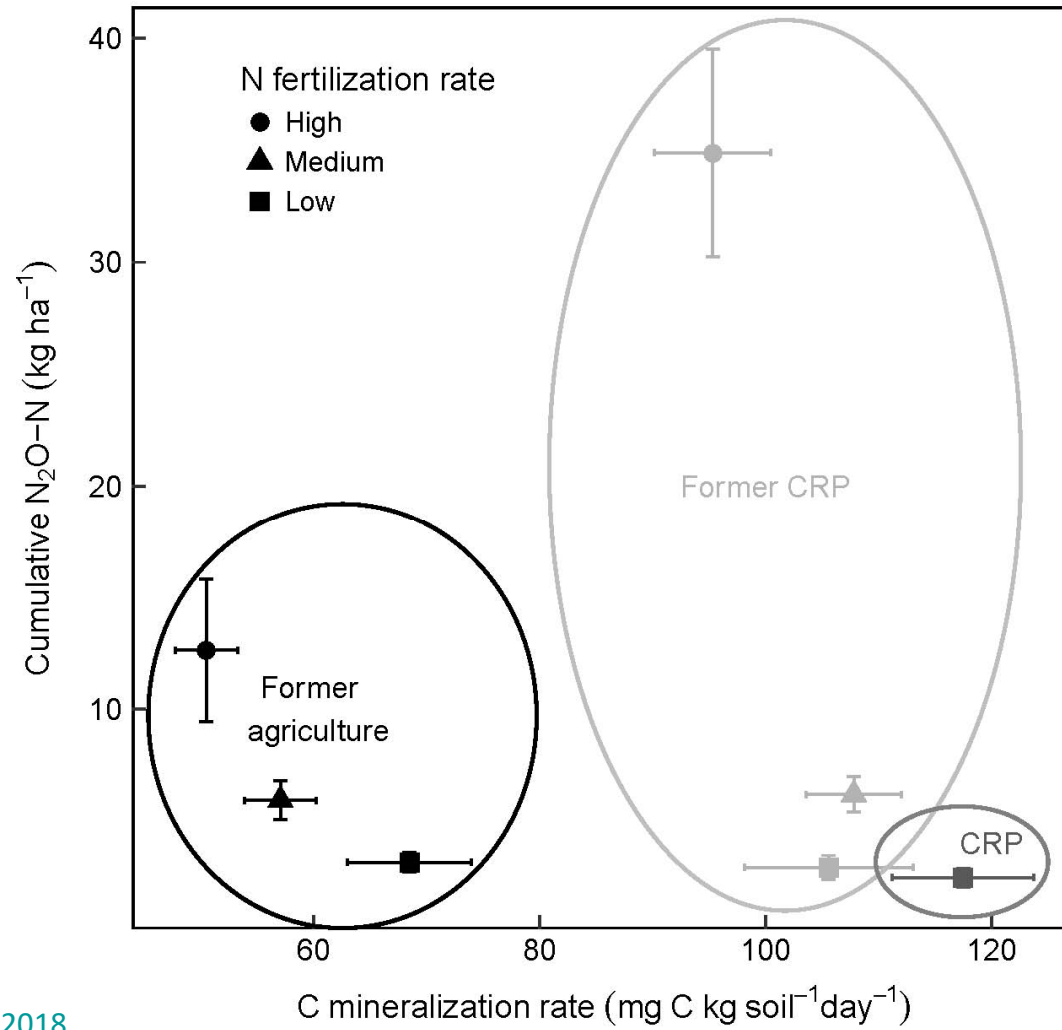 40
30
20
10
Cumulative N₂O−N (kg ha⁻¹)
N fertilization rate
High
Medium
Low
Former CRP
Former
agriculture
CRP
60 80 100 120
C mineralization rate (mg C kg soil⁻¹day⁻¹)
2018